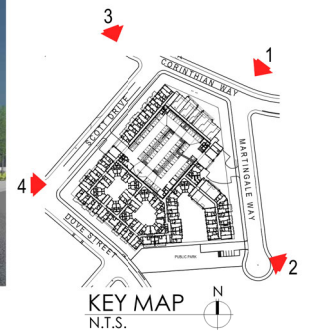 3
1
CORINTHIAN WAY
SCOTT DRIVE
MARTINGALE WAY
4
DOVE STREET
PUBLIC PARK
2
KEY MAP
N
N.T.S.